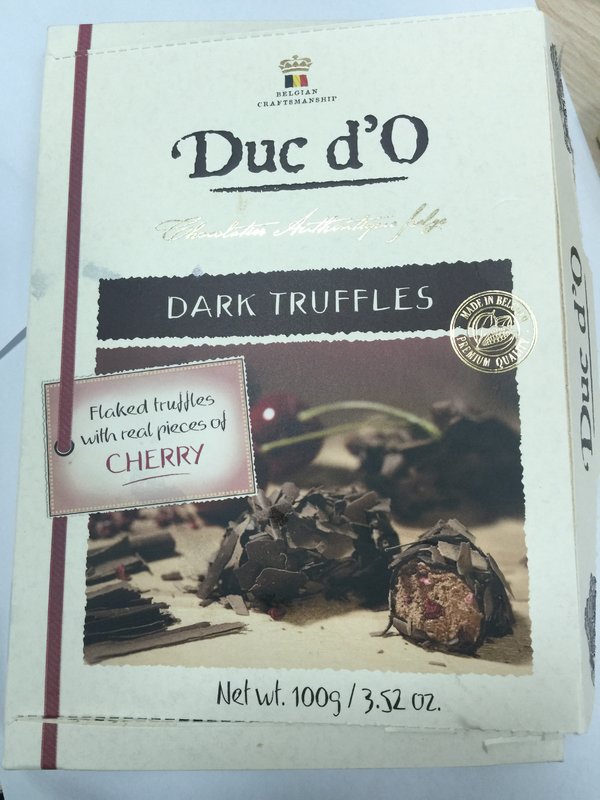 BELGIAN
CRAFTSMANSHIP
Duc d'O
DARK TRUFFLES
MADE IN BELGIUM
PREMIUM QUALITY
Flaked truffles
with real pieces of
CHERRY
Net wt. 100g / 3.52 oz.
Duc d'O